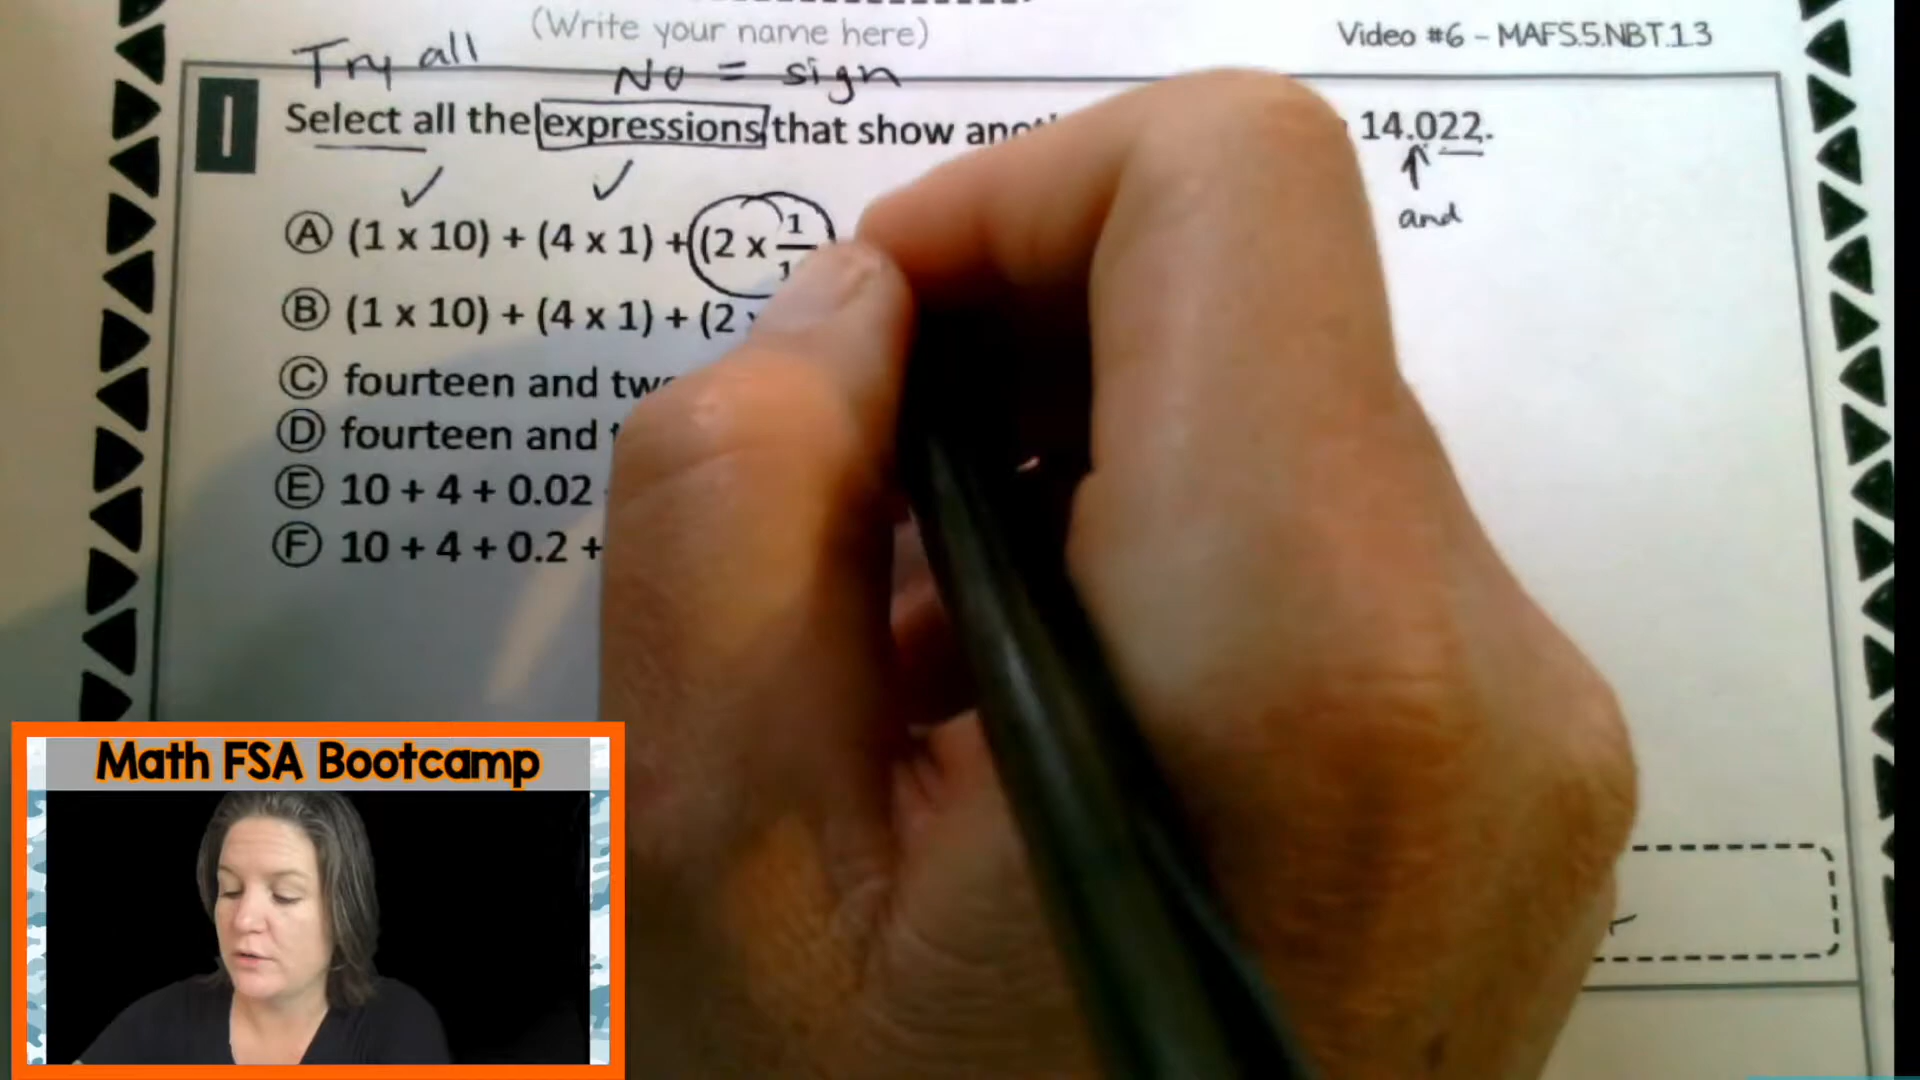 (Write your name here)
Video #6 - MAFS.5.NBT.1.3
Try all
No = sign
1 Select all the expressions that show 14.022.
and
A (1 x 10) + (4 x 1) + (2 x 1
B (1 x 10) + (4 x 1) + (2
C fourteen and
D fourteen and
E 10 + 4 + 0.02
F 10 + 4 + 0.2 +
Math FSA Bootcamp